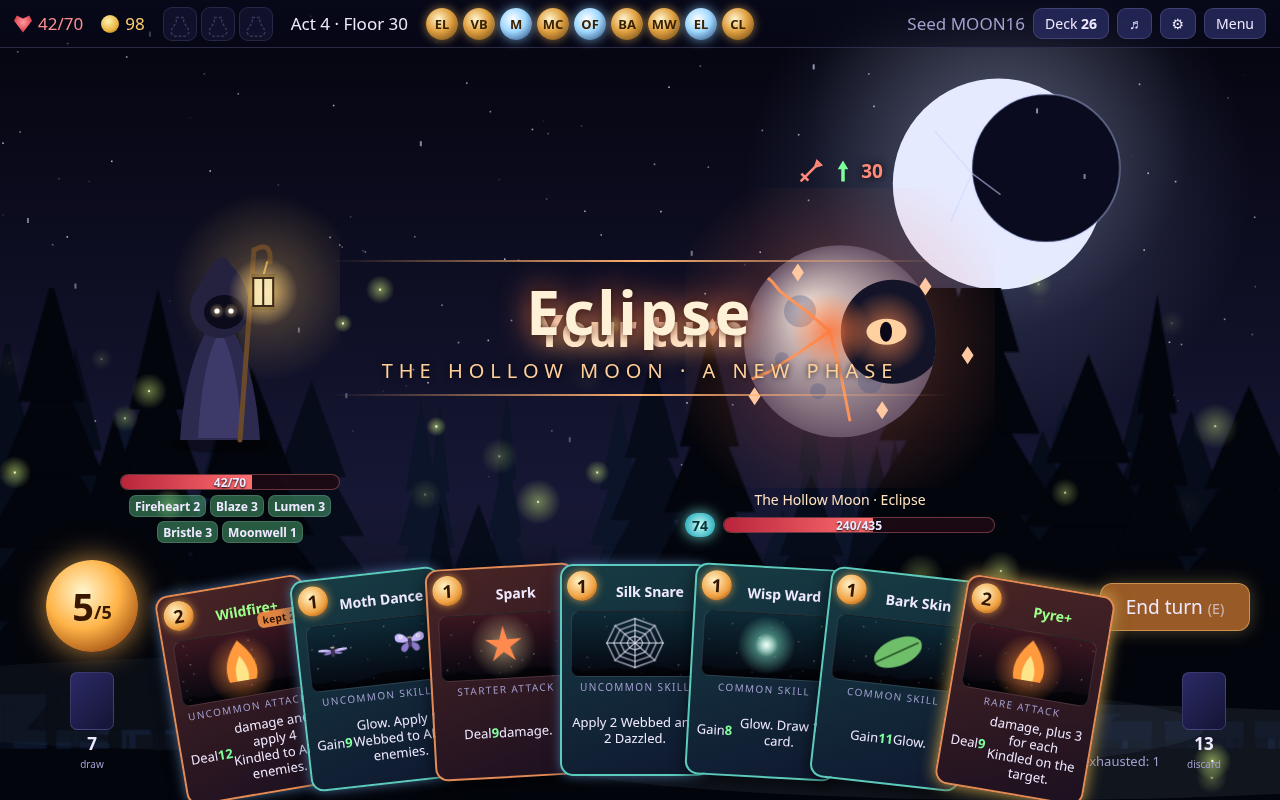 42/70
98
Act 4 · Floor 30
EL
VB
M
MC
OF
BA
MW
EL
CL
Seed MOON16
Deck 26
Menu
30
Eclipse
Your turn
THE HOLLOW MOON · A NEW PHASE
42/70
Fireheart 2
Blaze 3
Lumen 3
Bristle 3
Moonwell 1
The Hollow Moon · Eclipse
74
240/435
5/5
7
draw
End turn (E)
13
discard
2
Wildfire+
kept
UNCOMMON ATTAC
Deal 12 damage and
apply 4
Kindled to A
enemies.
1
Moth Dance
UNCOMMON SKILL
Gain 9 Glow. Apply
Webbed to A
enemies.
1
Spark
STARTER ATTACK
Deal 9 damage.
1
Silk Snare
UNCOMMON SKILL
Apply 2 Webbed an
2 Dazzled.
1
Wisp Ward
COMMON SKILL
Gain 8 Glow. Draw
card.
1
Bark Skin
COMMON SKILL
Gain 11 Glow.
2
Pyre+
RARE ATTACK
Deal 9 damage, plus 3
for each
Kindled on the
target.
xhausted: 1